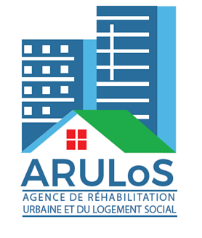 ARULoS
AGENCE DE RÉHABILITATION
URBAINE ET DU LOGEMENT SOCIAL